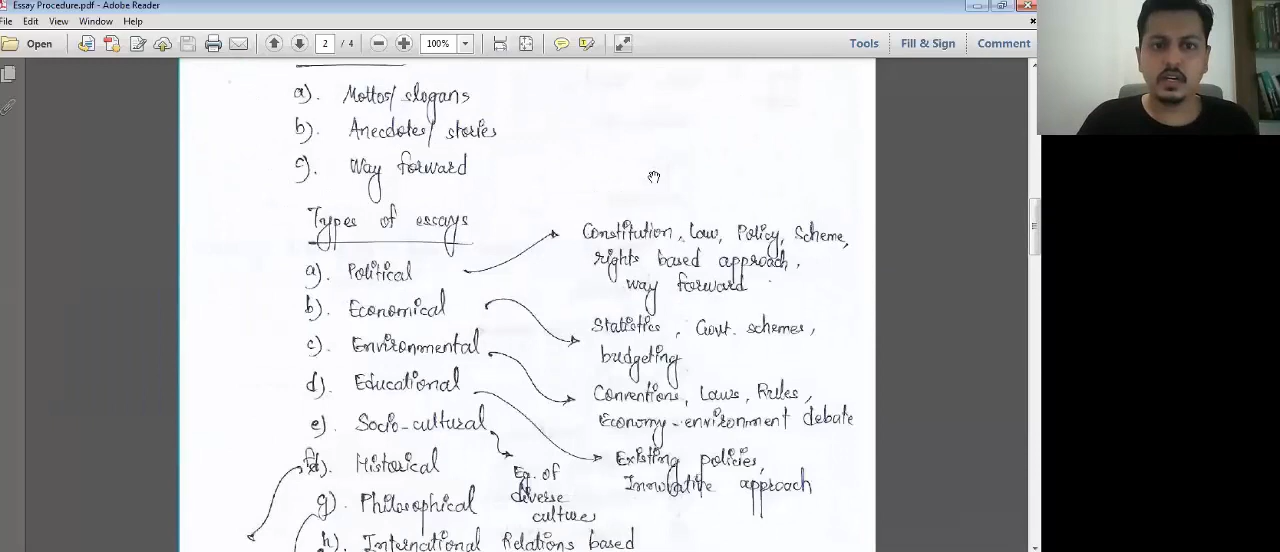 Essay Procedure.pdf - Adobe Reader
File Edit View Window Help
Open 2 / 4 100% Tools Fill & Sign Comment
a). Mottos/ slogans
b). Anecdotes/ stories
c). Way forward
Types of essays
a). Political
Constitution, Law, Policy, Scheme,
rights based approach,
way forward
b). Economical
Statistics, Govt. schemes,
budgeting
c). Environmental
Conventions, Laws, Rules,
Economy-environment debate
d). Educational
Existing policies,
Innovative approach
e). Socio-cultural
Eg. of
diverse
cultures
Historical
g). Philosophical
h). International Relations based